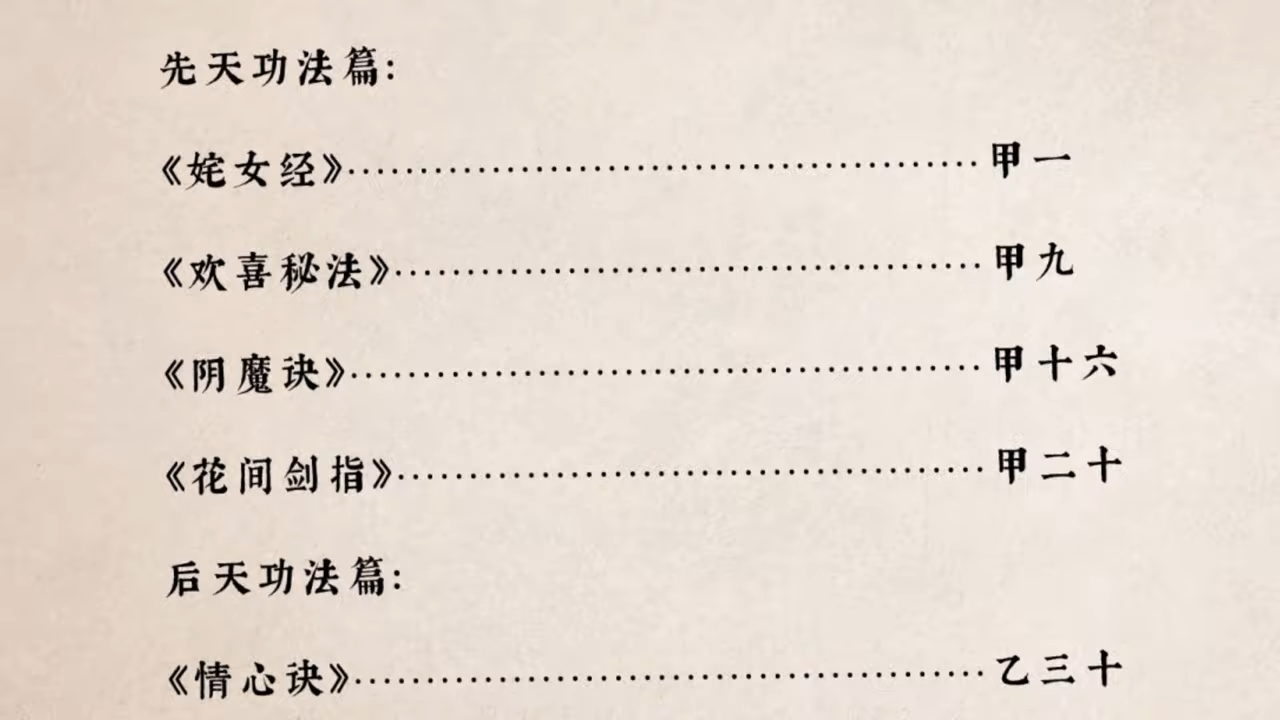 先天功法篇:
《姹女经》····································甲一
《欢喜秘法》··································甲九
《阴魔诀》····································甲十六
《花间剑指》··································甲二十
后天功法篇:
《情心诀》····································乙三十